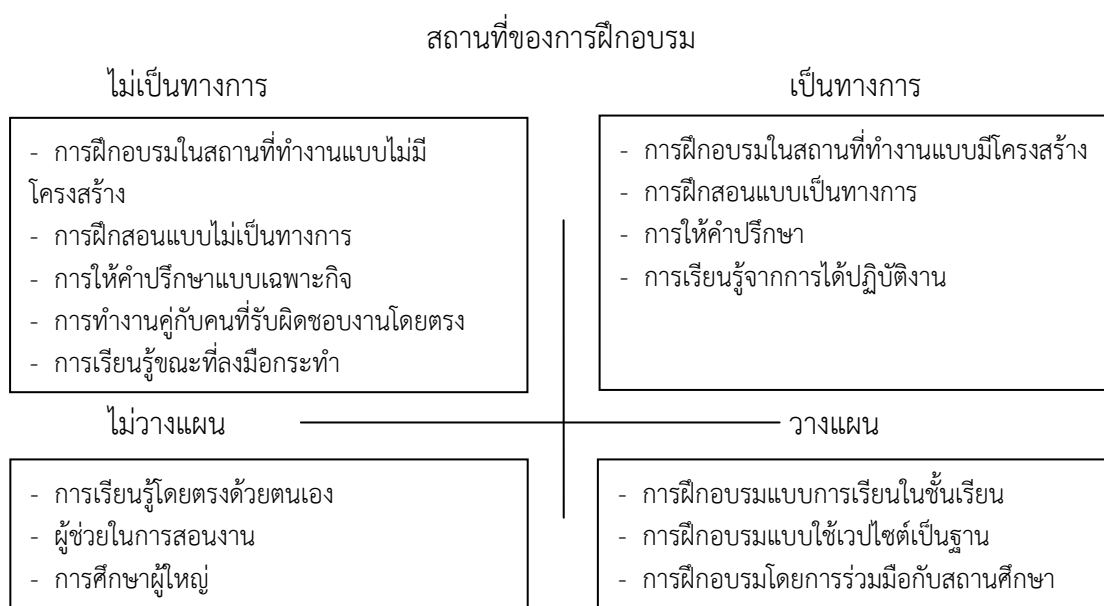 สถานที่ของการฝึกอบรม
ไม่เป็นทางการ
เป็นทางการ
- การฝึกอบรมในสถานที่ทำงานแบบไม่มี
โครงสร้าง
- การฝึกสอนแบบไม่เป็นทางการ
- การให้คำปรึกษาแบบเฉพาะกิจ
- การทำงานคู่กับคนที่รับผิดชอบงานโดยตรง
- การเรียนรู้ขณะที่ลงมือกระทำ
- การฝึกอบรมในสถานที่ทำงานแบบมีโครงสร้าง
- การฝึกสอนแบบเป็นทางการ
- การให้คำปรึกษา
- การเรียนรู้จากการได้ปฏิบัติงาน
ไม่วางแผน
วางแผน
- การเรียนรู้โดยตรงด้วยตนเอง
- ผู้ช่วยในการสอนงาน
- การศึกษาผู้ใหญ่
- การฝึกอบรมแบบการเรียนในชั้นเรียน
- การฝึกอบรมแบบใช้เวปไซต์เป็นฐาน
- การฝึกอบรมโดยการร่วมมือกับสถานศึกษา